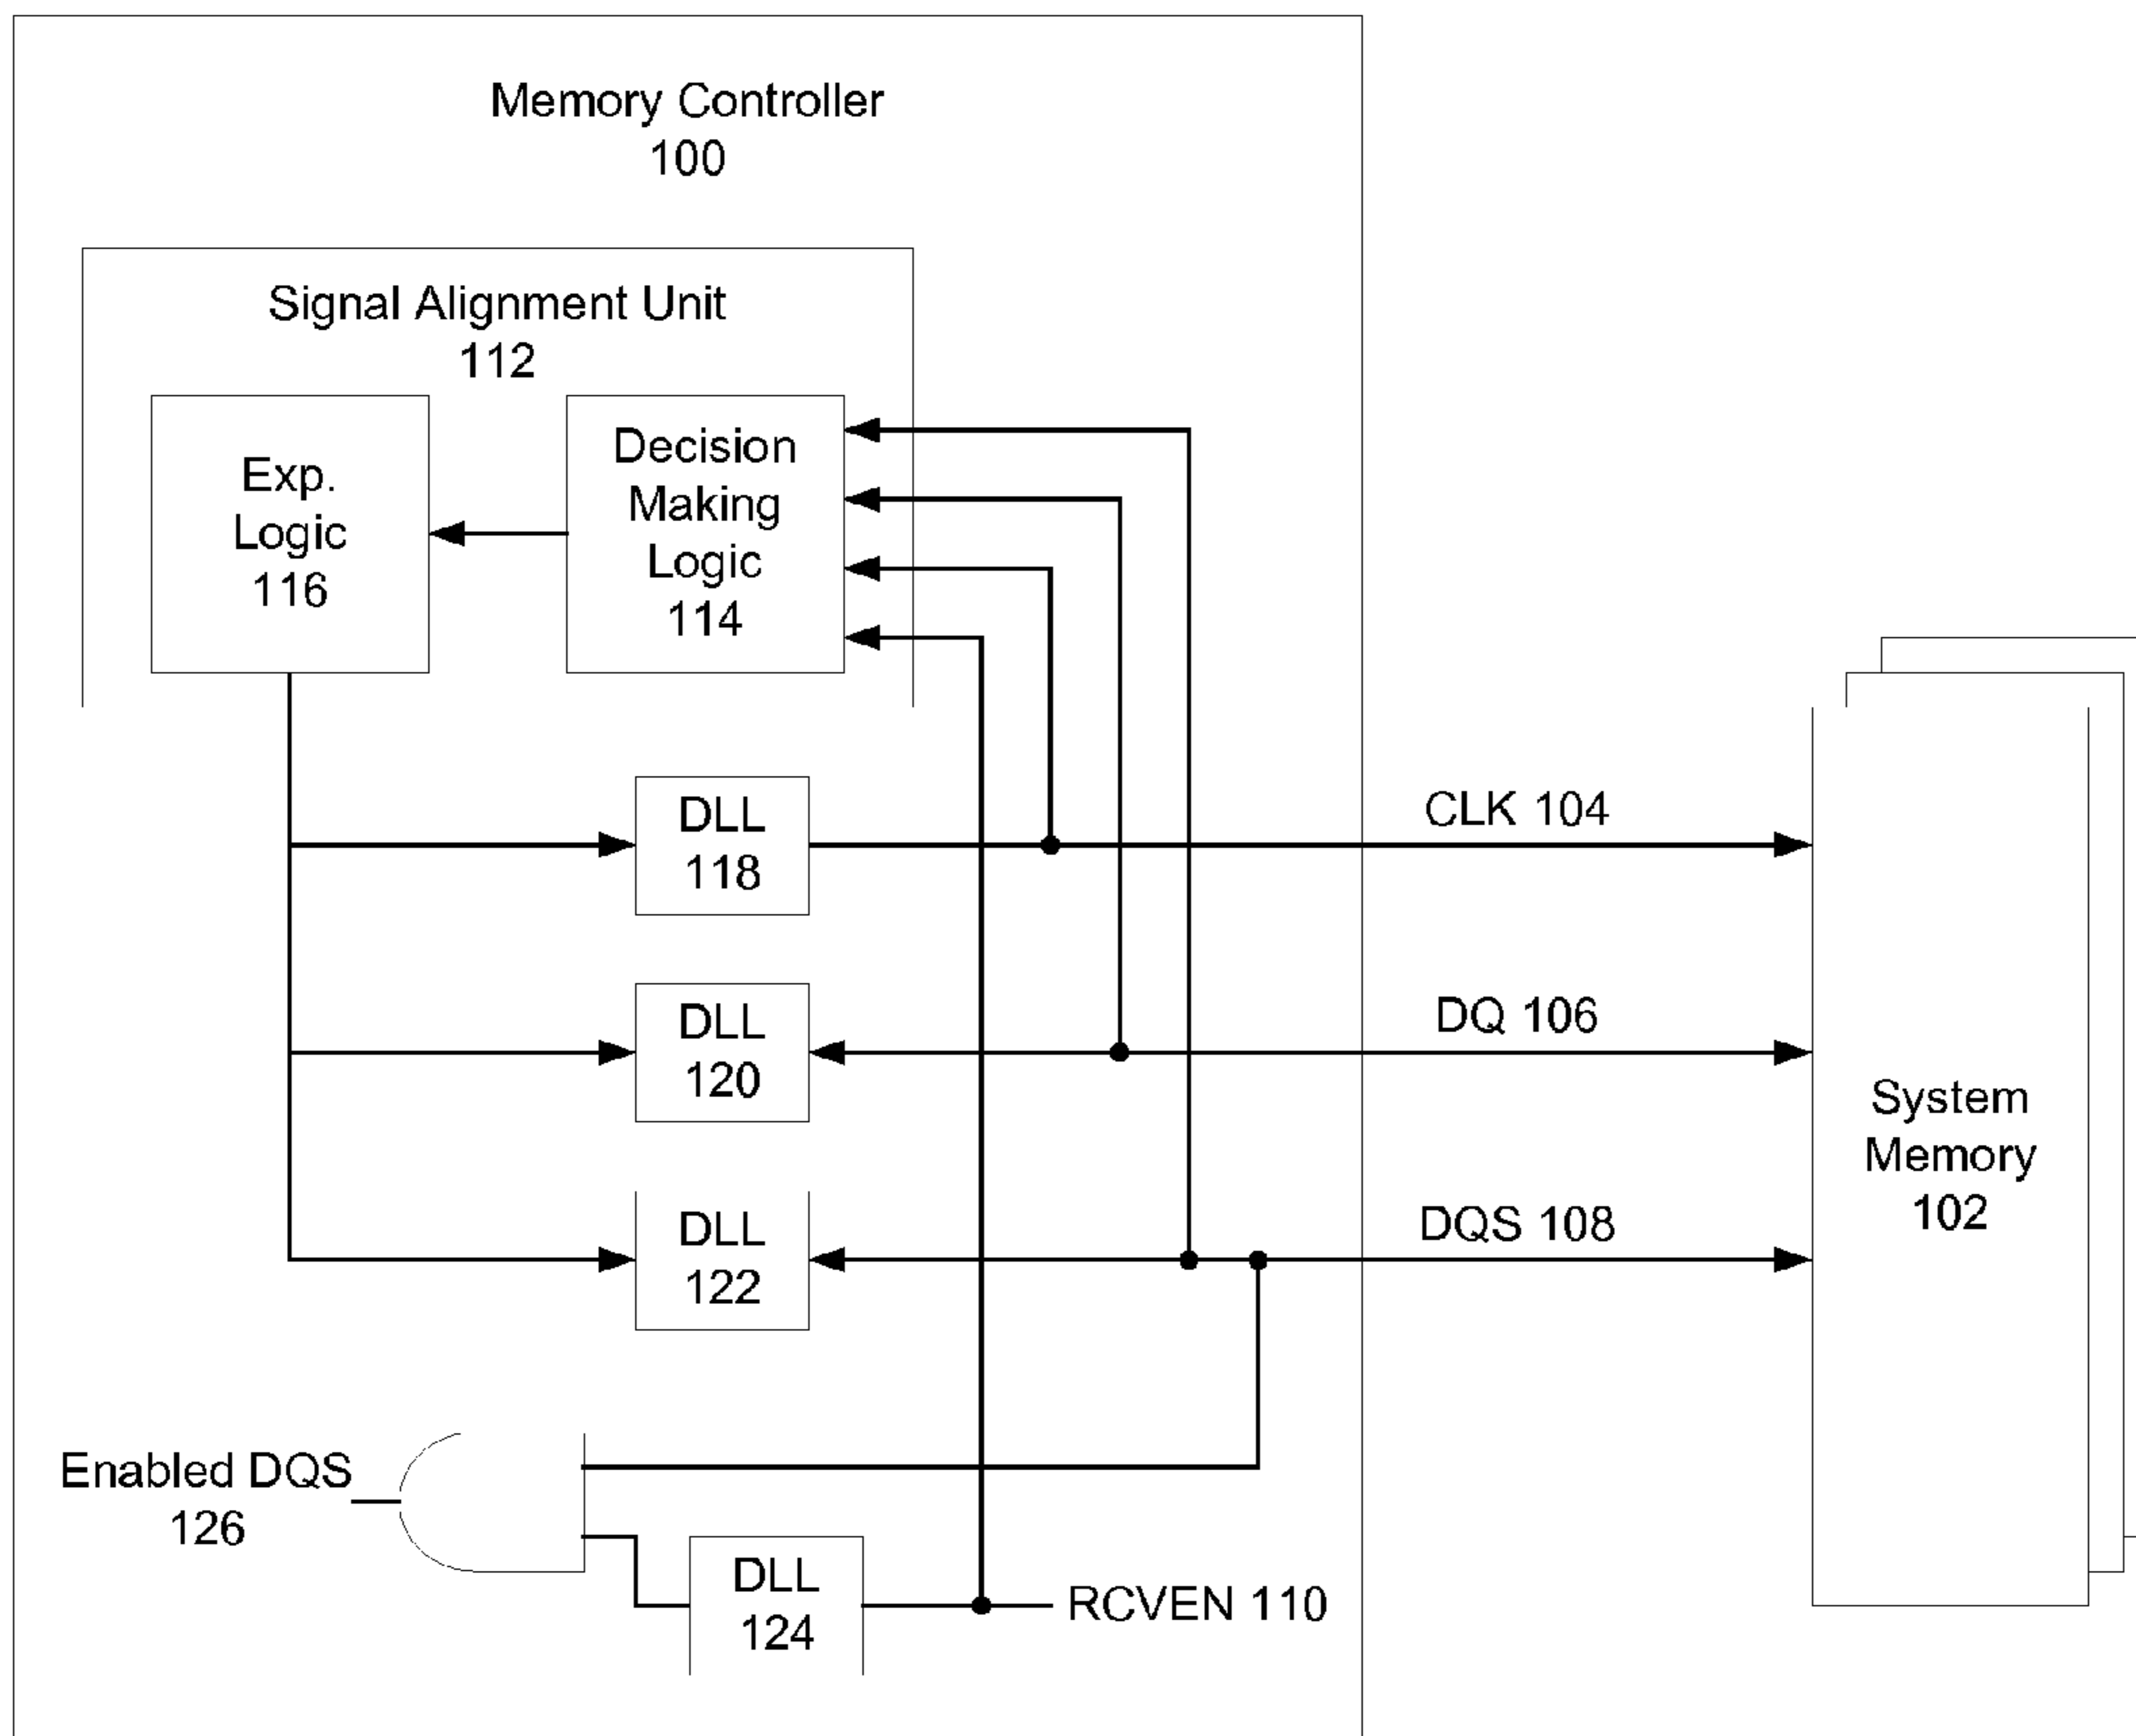 Memory Controller
100
Signal Alignment Unit
112
Exp.
Logic
116
Decision
Making
Logic
114
DLL
118
CLK 104
DLL
120
DQ 106
DLL
122
DQS 108
System
Memory
102
Enabled DQS
126
DLL
124
RCVEN 110